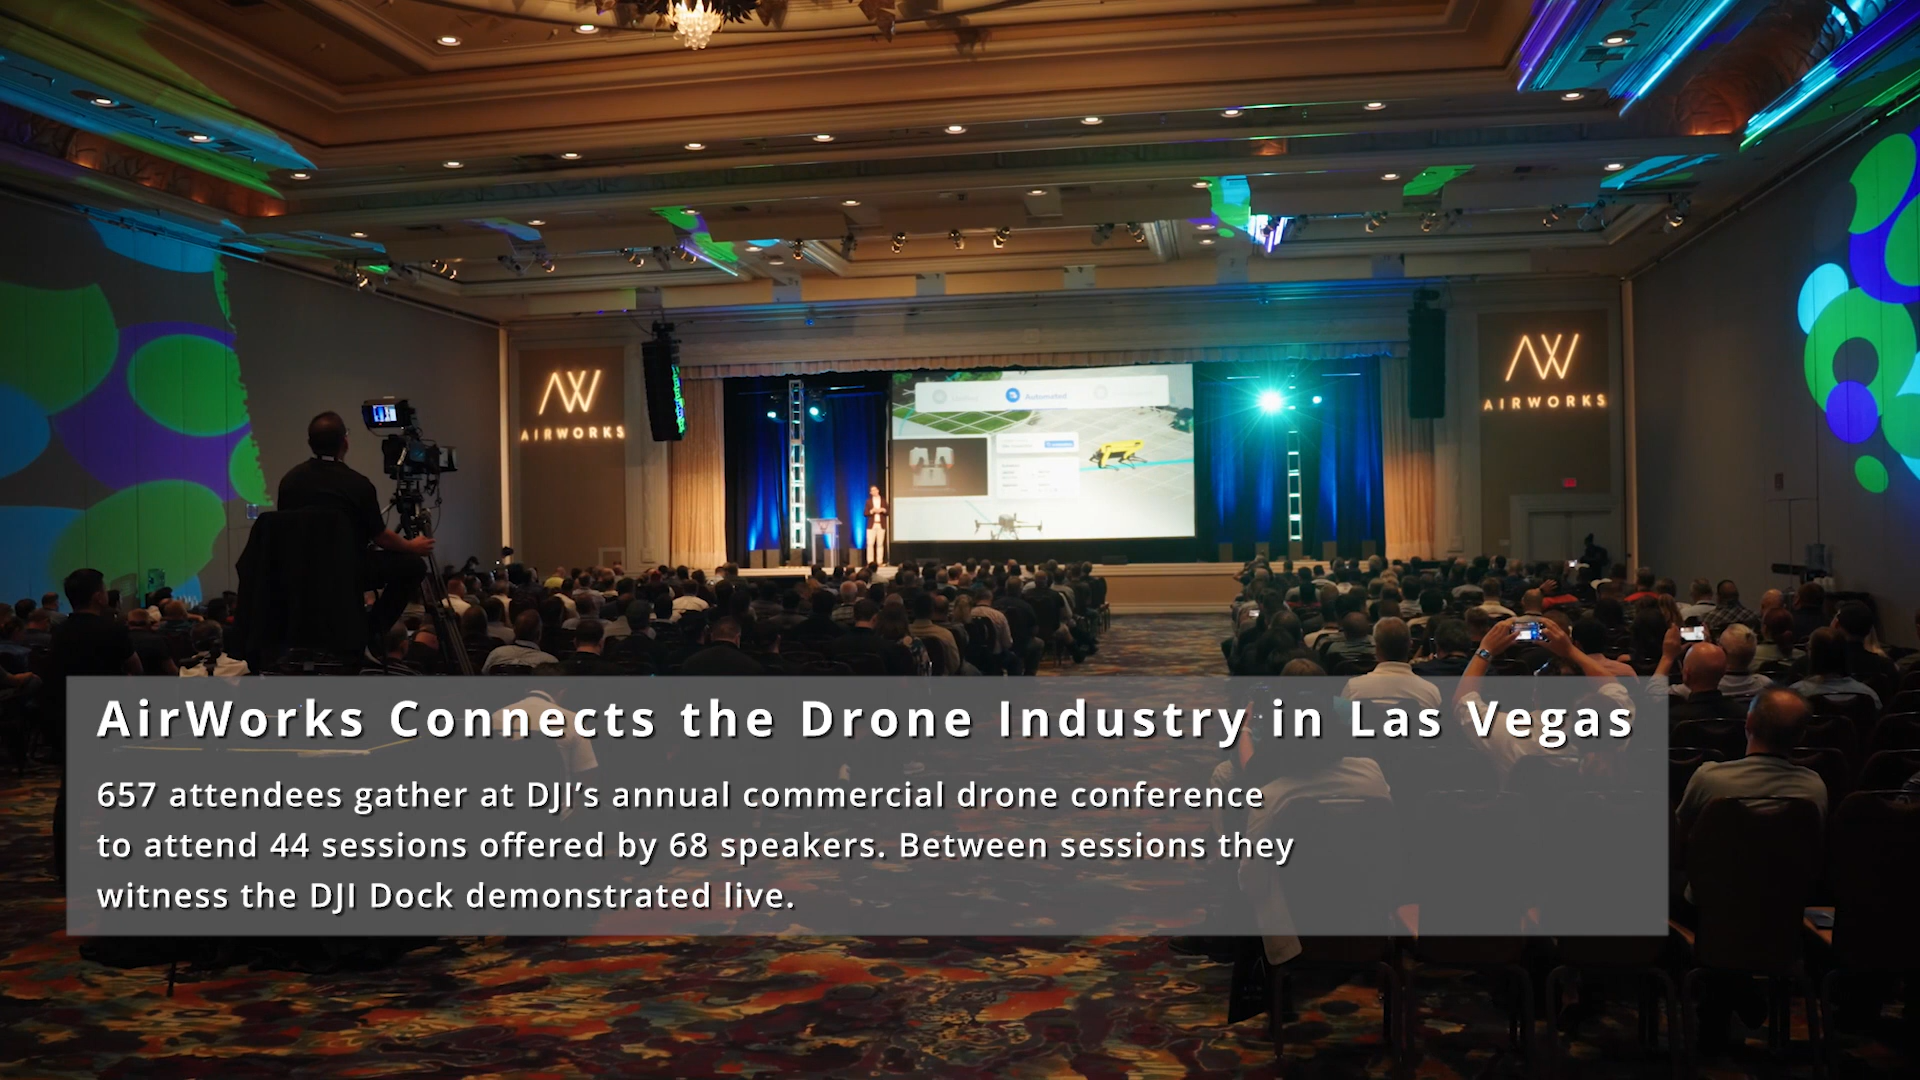 AW
AIRWORKS
Automated
AW
AIRWORKS
AirWorks Connects the Drone Industry in Las Vegas
657 attendees gather at DJI’s annual commercial drone conference
to attend 44 sessions offered by 68 speakers. Between sessions they
witness the DJI Dock demonstrated live.